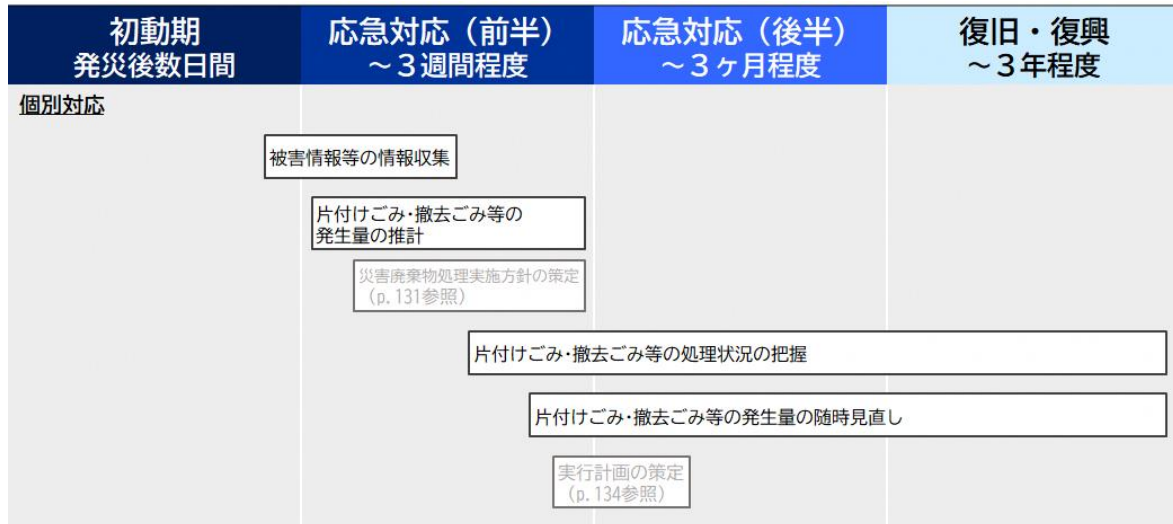 初動期
発災後数日間
応急対応（前半）
～３週間程度
応急対応（後半）
～３ヶ月程度
復旧・復興
～３年程度
個別対応
被害情報等の情報収集
片付けごみ・撤去ごみ等の
発生量の推計
災害廃棄物処理実施方針の策定
（p.131参照）
片付けごみ・撤去ごみ等の処理状況の把握
片付けごみ・撤去ごみ等の発生量の随時見直し
実行計画の策定
（p.134参照）